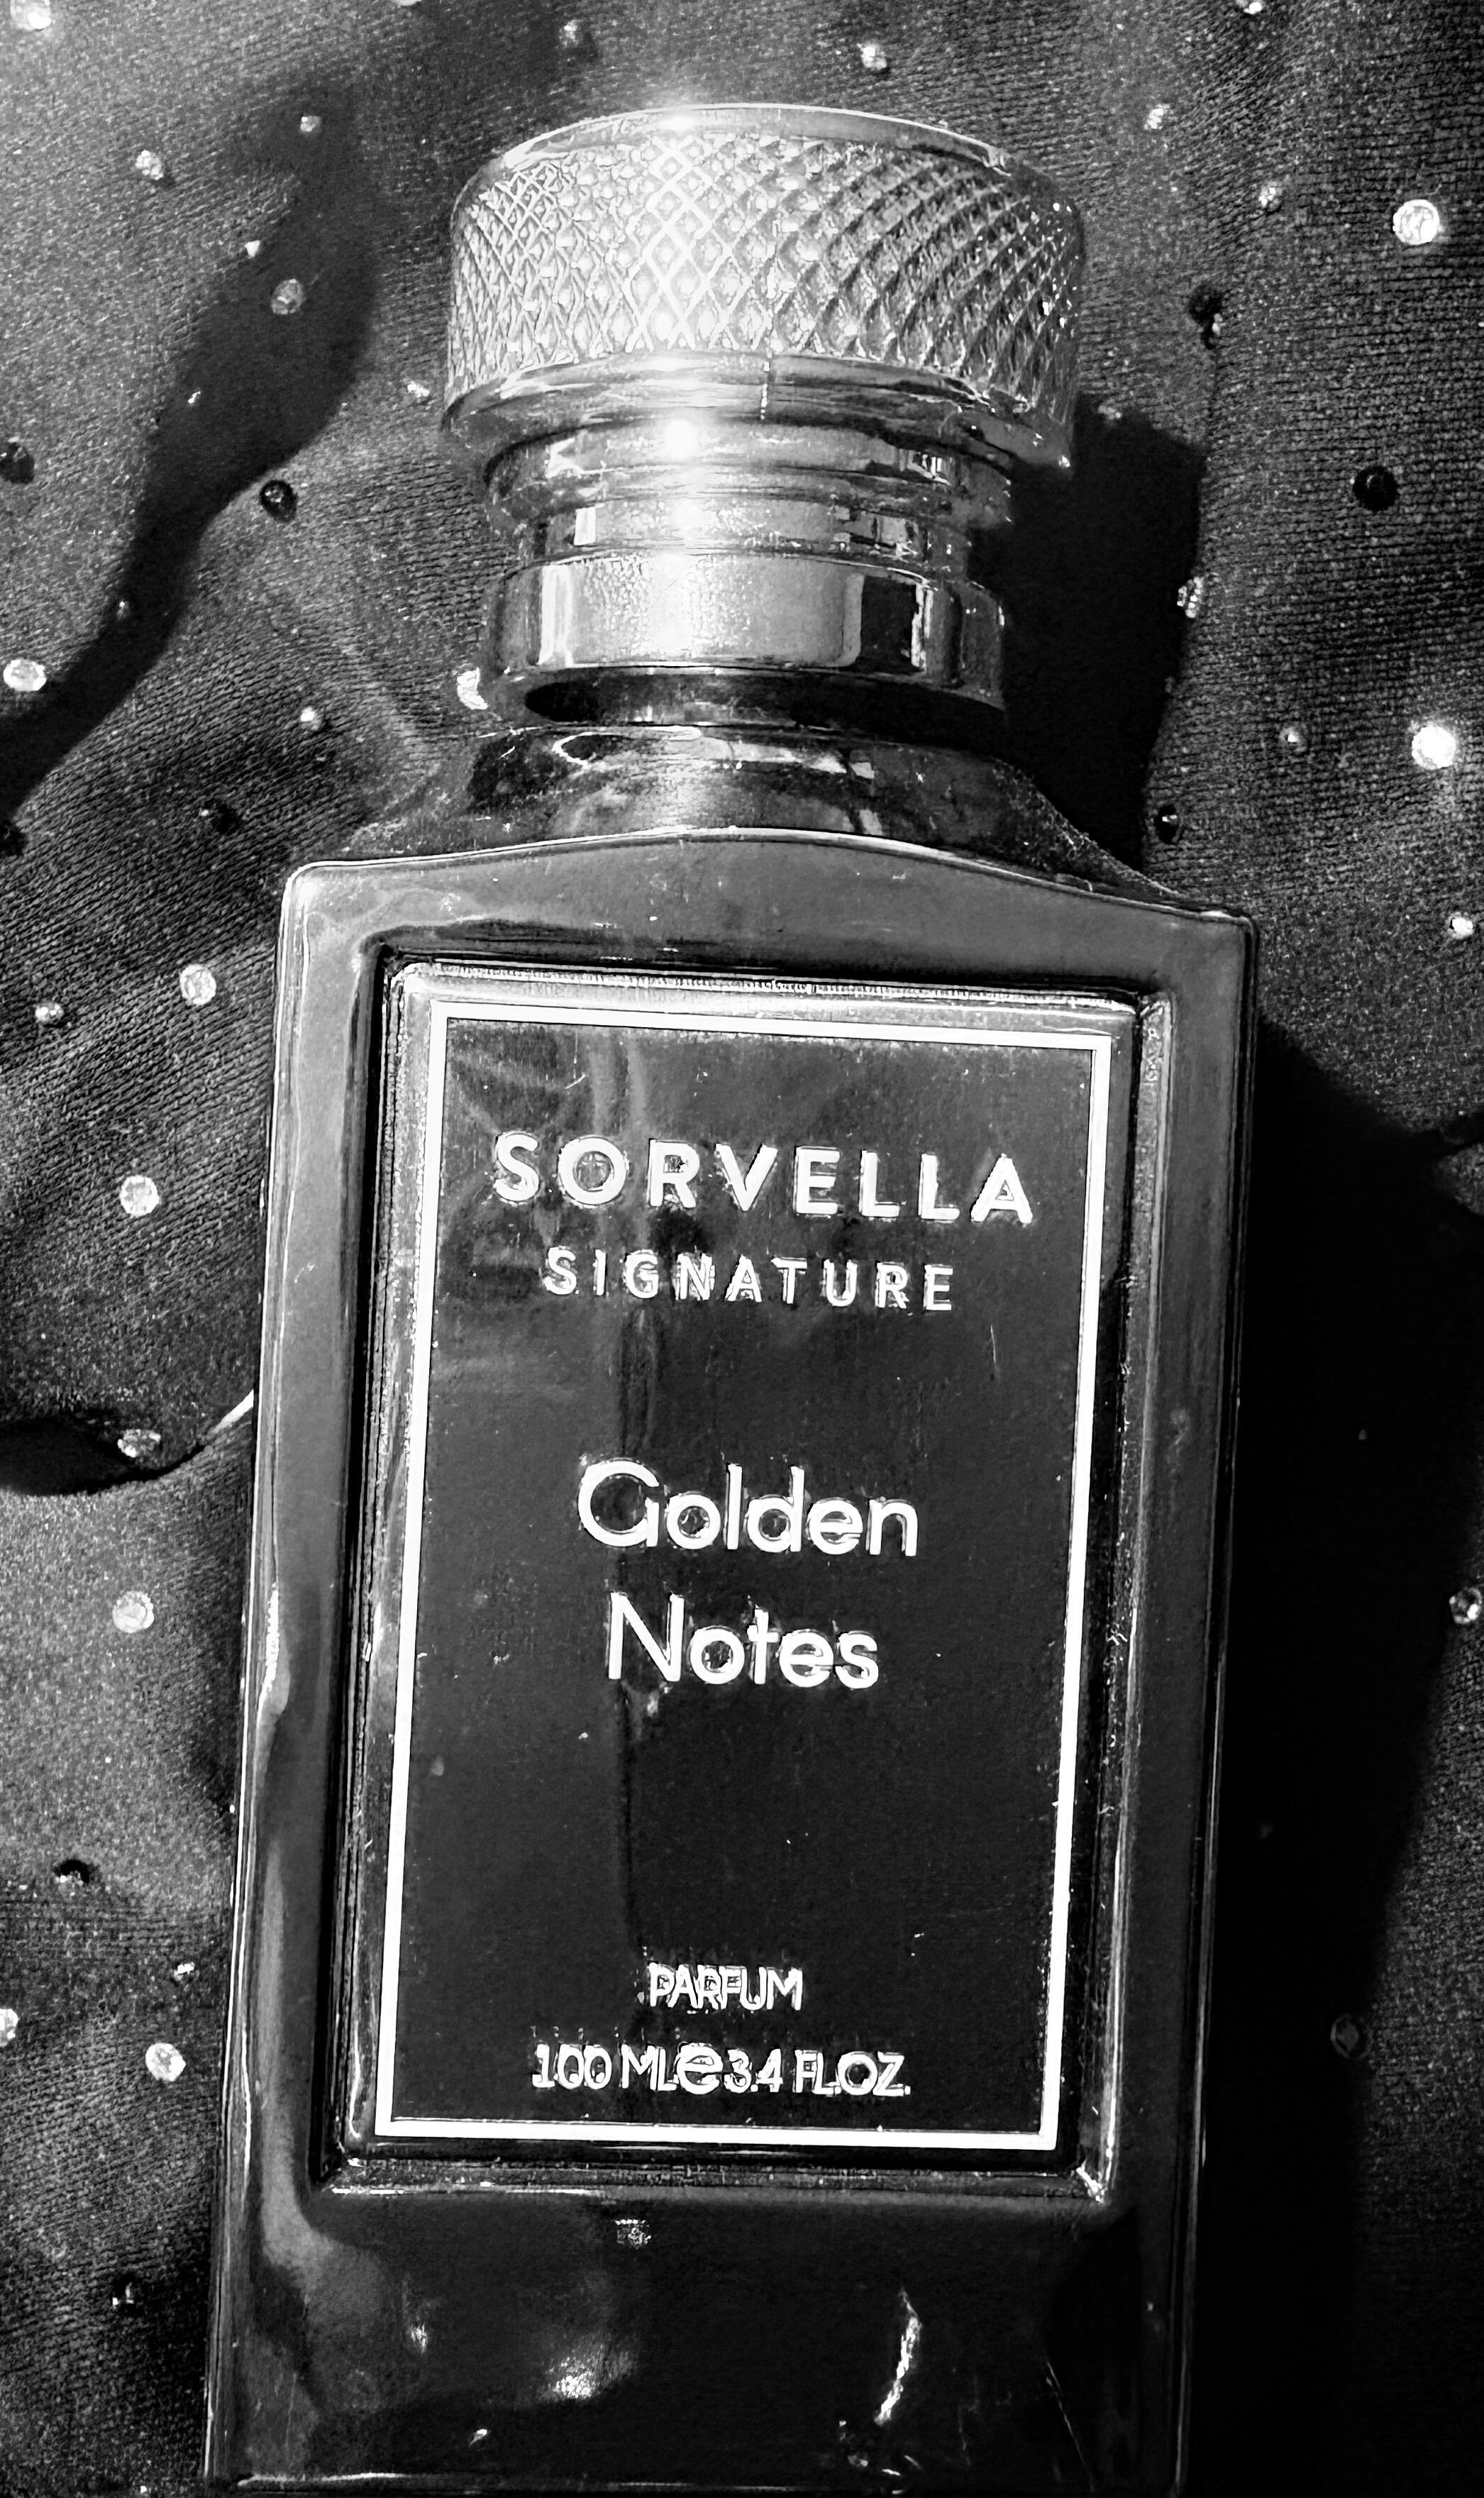 SORVELLA
SIGNATURE
Golden
Notes
PARFUM
100 ML e 3.4 FL.OZ.